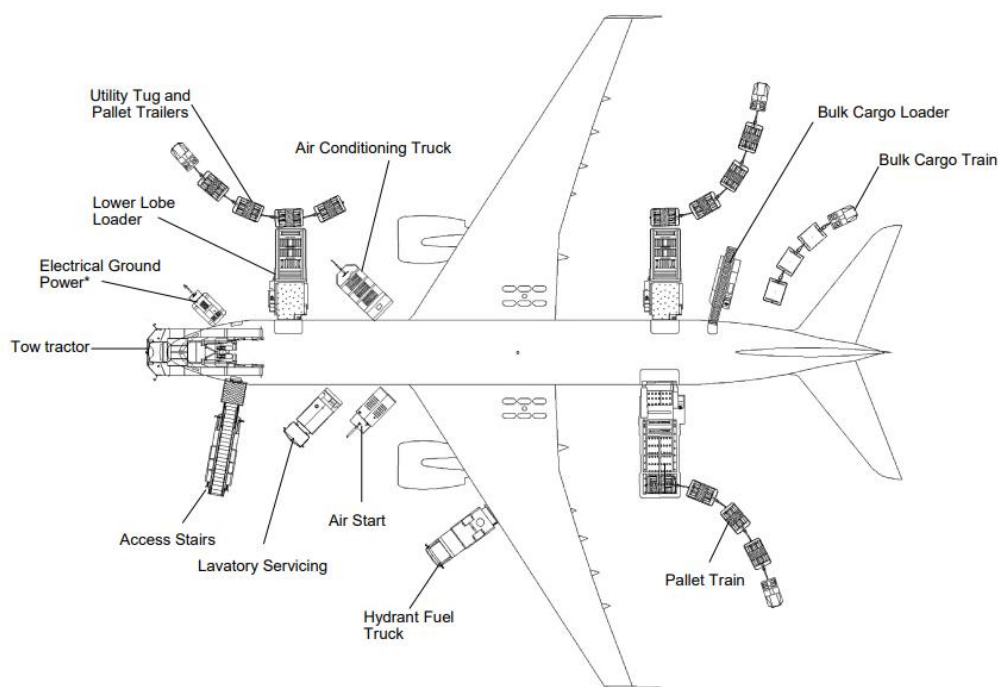 Utility Tug and
Pallet Trailers
Bulk Cargo Loader
Air Conditioning Truck
Bulk Cargo Train
Lower Lobe
Loader
Electrical Ground
Power*
Tow tractor
Air Start
Access Stairs
Lavatory Servicing
Pallet Train
Hydrant Fuel
Truck